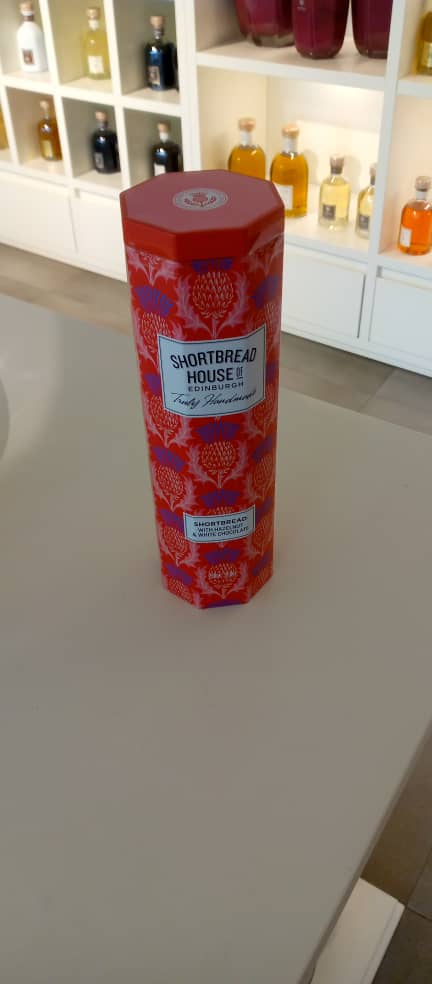 SHORTBREAD
HOUSE OF
EDINBURGH
Truly Handmade
SHORTBREAD
WITH HAZELNUT
& WHITE CHOCOLATE